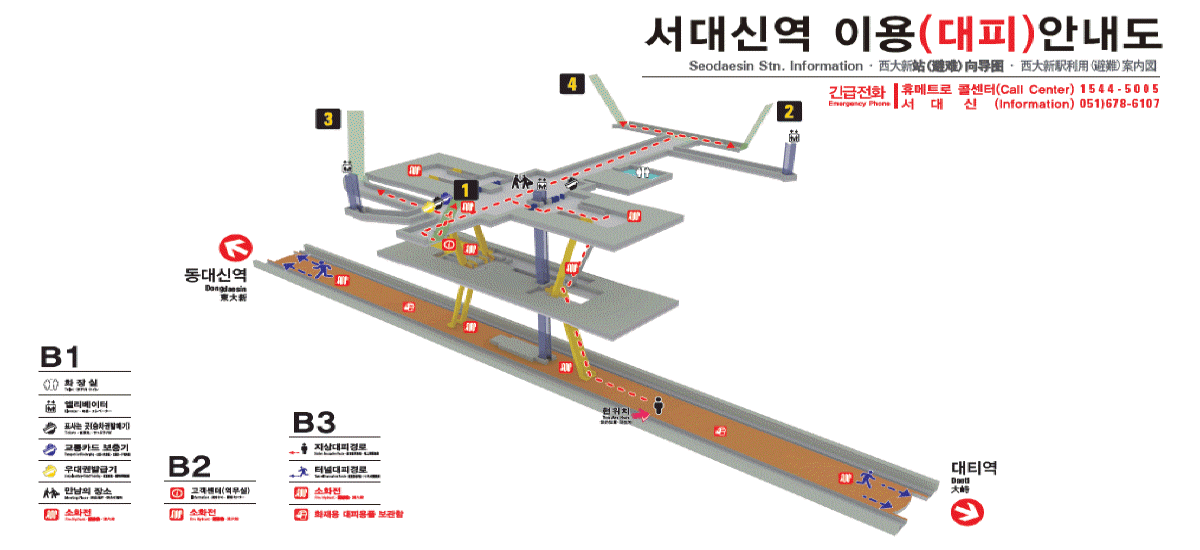 서대신역 이용(대피)안내도
Seodaesin Stn. Information · 西大新站(避难)向导图 · 西大新駅利用(避難)案内図
긴급전화
Emergency Phone
휴메트로 콜센터(Call Center) 1544-5005
서 대 신 (Information) 051)678-6107
4
2
3
1
동대신역
Dongdaesin
東大新
현위치
대티역
Daeti
大峙
B1
화장실
엘리베이터
표사는 곳(승차권발매기)
교통카드 보충기
우대권발급기
만남의 장소
소화전
B2
고객센터(역무실)
소화전
B3
지상대피경로
터널대피경로
소화전
화재용 대피용품 보관함